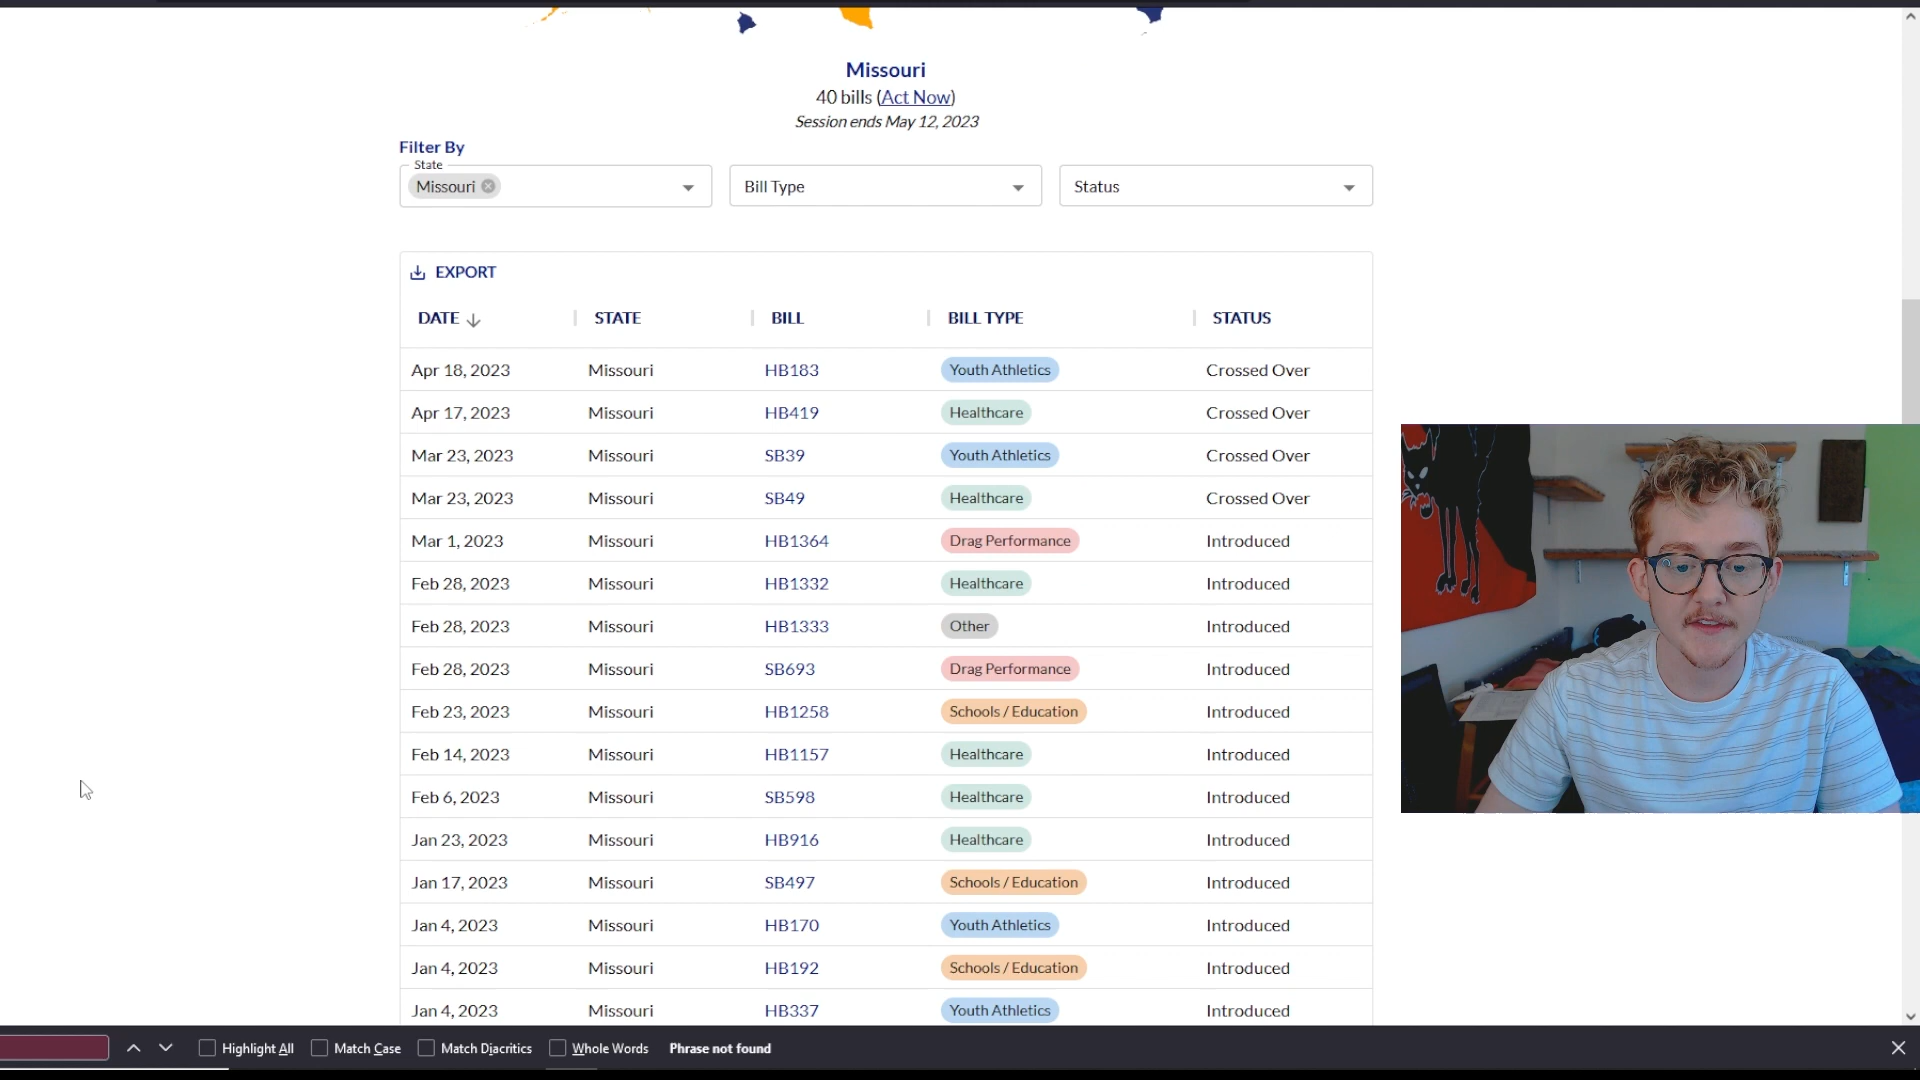 Missouri
40 bills (Act Now)
Session ends May 12, 2023
Filter By
State
Missouri
Bill Type
Status
EXPORT
DATE STATE BILL BILL TYPE STATUS
Apr 18, 2023 Missouri HB183 Youth Athletics Crossed Over
Apr 17, 2023 Missouri HB419 Healthcare Crossed Over
Mar 23, 2023 Missouri SB39 Youth Athletics Crossed Over
Mar 23, 2023 Missouri SB49 Healthcare Crossed Over
Mar 1, 2023 Missouri HB1364 Drag Performance Introduced
Feb 28, 2023 Missouri HB1332 Healthcare Introduced
Feb 28, 2023 Missouri HB1333 Other Introduced
Feb 28, 2023 Missouri SB693 Drag Performance Introduced
Feb 23, 2023 Missouri HB1258 Schools / Education Introduced
Feb 14, 2023 Missouri HB1157 Healthcare Introduced
Feb 6, 2023 Missouri SB598 Healthcare Introduced
Jan 23, 2023 Missouri HB916 Healthcare Introduced
Jan 17, 2023 Missouri SB497 Schools / Education Introduced
Jan 4, 2023 Missouri HB170 Youth Athletics Introduced
Jan 4, 2023 Missouri HB192 Schools / Education Introduced
Jan 4, 2023 Missouri HB337 Youth Athletics Introduced
Highlight All Match Case Match Diacritics Whole Words Phrase not found